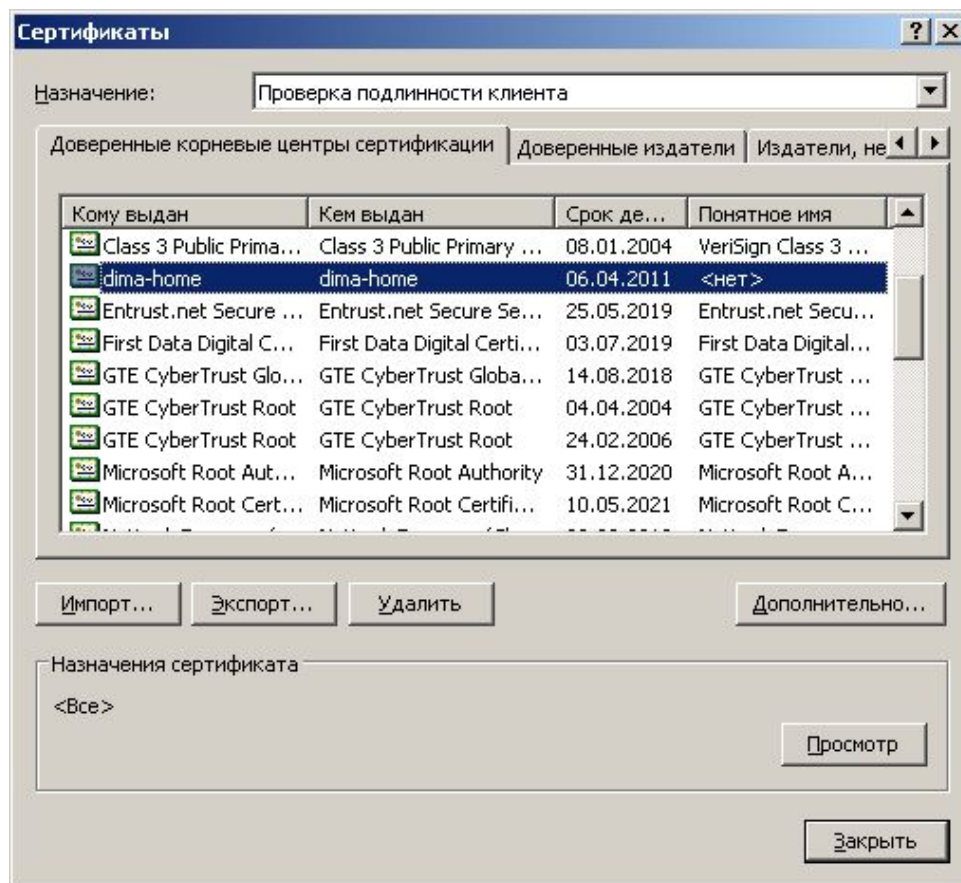 Сертификаты
Назначение: Проверка подлинности клиента
Доверенные корневые центры сертификации Доверенные издатели Издатели, не
Кому выдан Кем выдан Срок де... Понятное имя
Class 3 Public Prima... Class 3 Public Primary ... 08.01.2004 VeriSign Class 3 ...
dima-home dima-home 06.04.2011 <нет>
Entrust.net Secure ... Entrust.net Secure Se... 25.05.2019 Entrust.net Secu...
First Data Digital C... First Data Digital Certi... 03.07.2019 First Data Digital...
GTE CyberTrust Glo... GTE CyberTrust Globa... 14.08.2018 GTE CyberTrust ...
GTE CyberTrust Root GTE CyberTrust Root 04.04.2004 GTE CyberTrust ...
GTE CyberTrust Root GTE CyberTrust Root 24.02.2006 GTE CyberTrust ...
Microsoft Root Aut... Microsoft Root Authority 31.12.2020 Microsoft Root A...
Microsoft Root Cert... Microsoft Root Certifi... 10.05.2021 Microsoft Root C...
Импорт... Экспорт... Удалить Дополнительно...
Назначения сертификата
<Все>
Просмотр
Закрыть